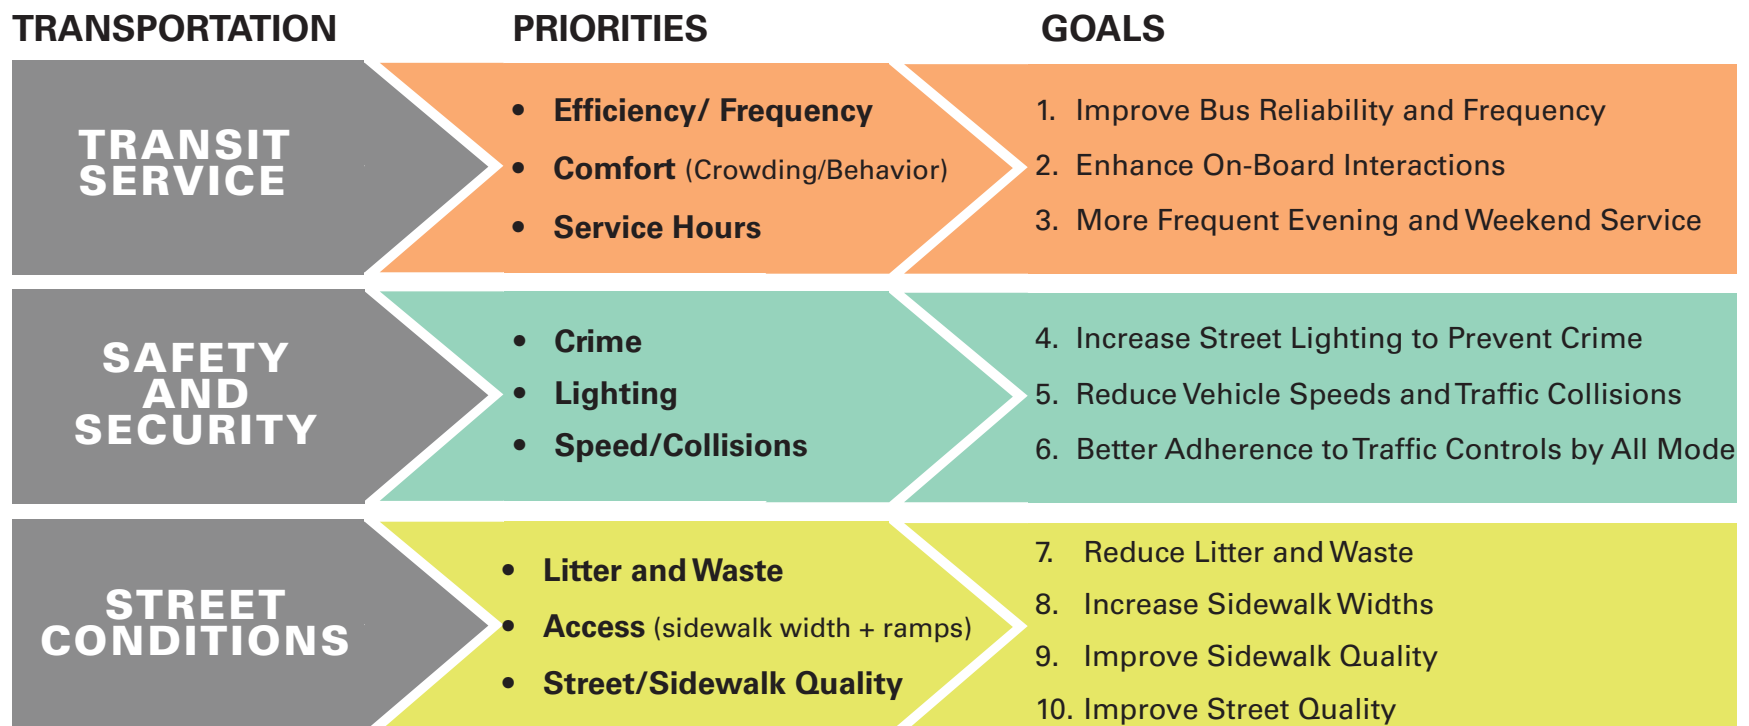 TRANSPORTATION PRIORITIES GOALS
TRANSIT
SERVICE
• Efficiency/ Frequency
• Comfort (Crowding/Behavior)
• Service Hours
1. Improve Bus Reliability and Frequency
2. Enhance On-Board Interactions
3. More Frequent Evening and Weekend Service
SAFETY
AND
SECURITY
• Crime
• Lighting
• Speed/Collisions
4. Increase Street Lighting to Prevent Crime
5. Reduce Vehicle Speeds and Traffic Collisions
6. Better Adherence to Traffic Controls by All Mode
STREET
CONDITIONS
• Litter and Waste
• Access (sidewalk width + ramps)
• Street/Sidewalk Quality
7. Reduce Litter and Waste
8. Increase Sidewalk Widths
9. Improve Sidewalk Quality
10. Improve Street Quality